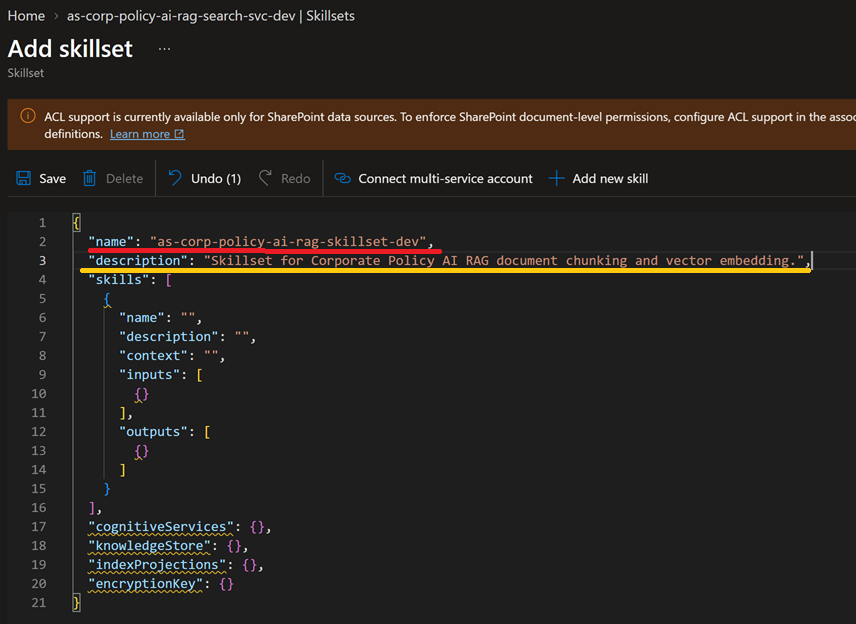 Home > as-corp-policy-ai-rag-search-svc-dev | Skillsets
Add skillset ...
Skillset
ACL support is currently available only for SharePoint data sources. To enforce SharePoint document-level permissions, configure ACL support in the
definitions. Learn more
Save Delete Undo (1) Redo Connect multi-service account Add new skill
1 {
2 "name": "as-corp-policy-ai-rag-skillset-dev",
3 "description": "Skillset for Corporate Policy AI RAG document chunking and vector embedding.",
4 "skills": [
5 {
6 "name": "",
7 "description": "",
8 "context": "",
9 "inputs": [
10 {}
11 ],
12 "outputs": [
13 {}
14 ]
15 }
16 ],
17 "cognitiveServices": {},
18 "knowledgeStore": {},
19 "indexProjections": {},
20 "encryptionKey": {}
21 }